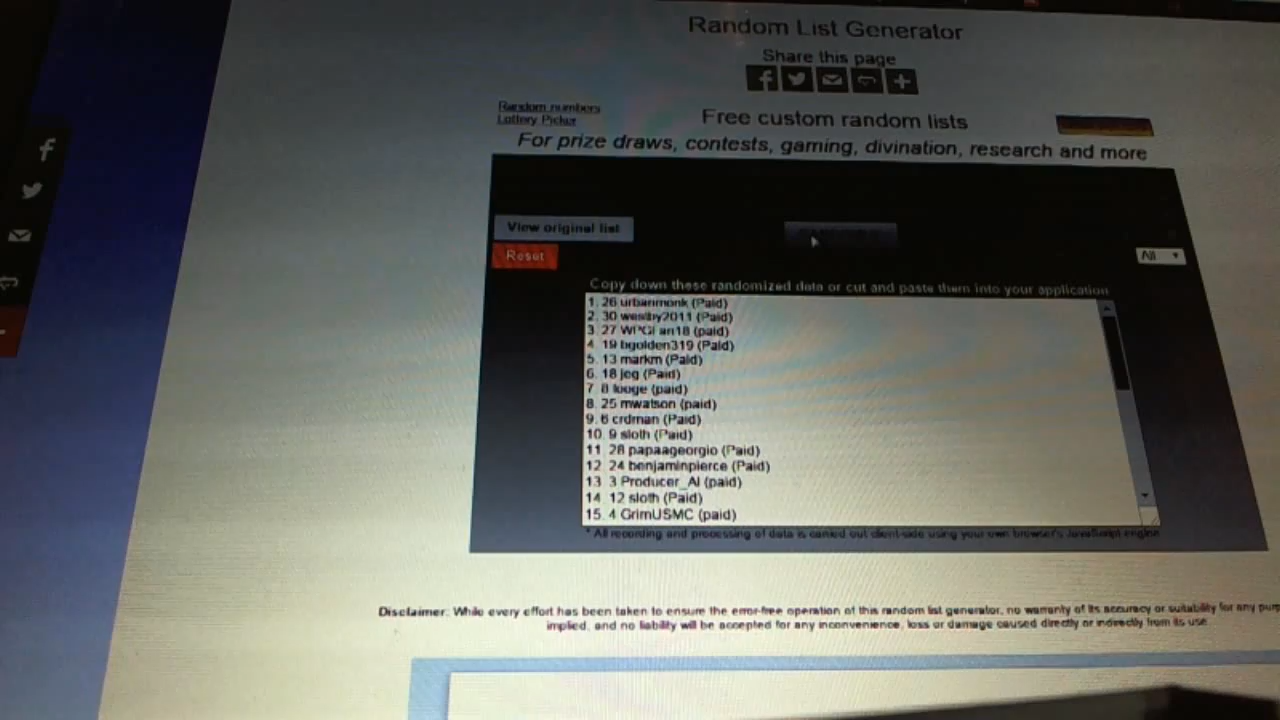 Random List Generator
Share this page
Random numbers
Lottery Picker
Free custom random lists
For prize draws, contests, gaming, divination, research and more
View original list
Reset
All
Copy down these randomized data or cut and paste them into your application
1. 26 urbanmonk (Paid)
2. 30 wesby2011 (Paid)
3. 27 WPGFan18 (paid)
4. 19 bgolden319 (Paid)
5. 13 markm (Paid)
6. 18 jeg (Paid)
7. 8 louge (paid)
8. 25 mwatson (paid)
9. 6 crdman (Paid)
10. 9 sloth (Paid)
11. 28 papaageorgio (Paid)
12. 24 benjaminpierce (Paid)
13. 3 Producer_Al (paid)
14. 12 sloth (Paid)
15. 4 GrimUSMC (paid)
* All recording and processing of data is carried out client-side using your own browser's JavaScript engine
Disclaimer: While every effort has been taken to ensure the error-free operation of this random list generator, no warranty of its accuracy or suitability for any
implied, and no liability will be accepted for any inconvenience, loss or damage caused directly or indirectly from its use.